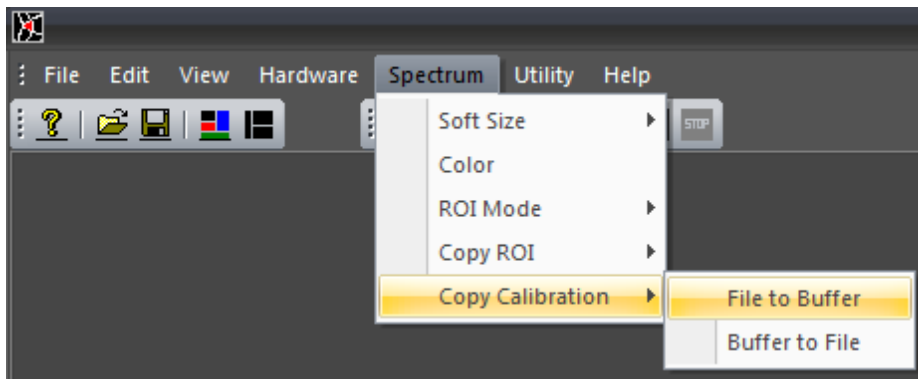 File Edit View Hardware Spectrum Utility Help
Soft Size
STOP
Color
ROI Mode
Copy ROI
Copy Calibration
File to Buffer
Buffer to File